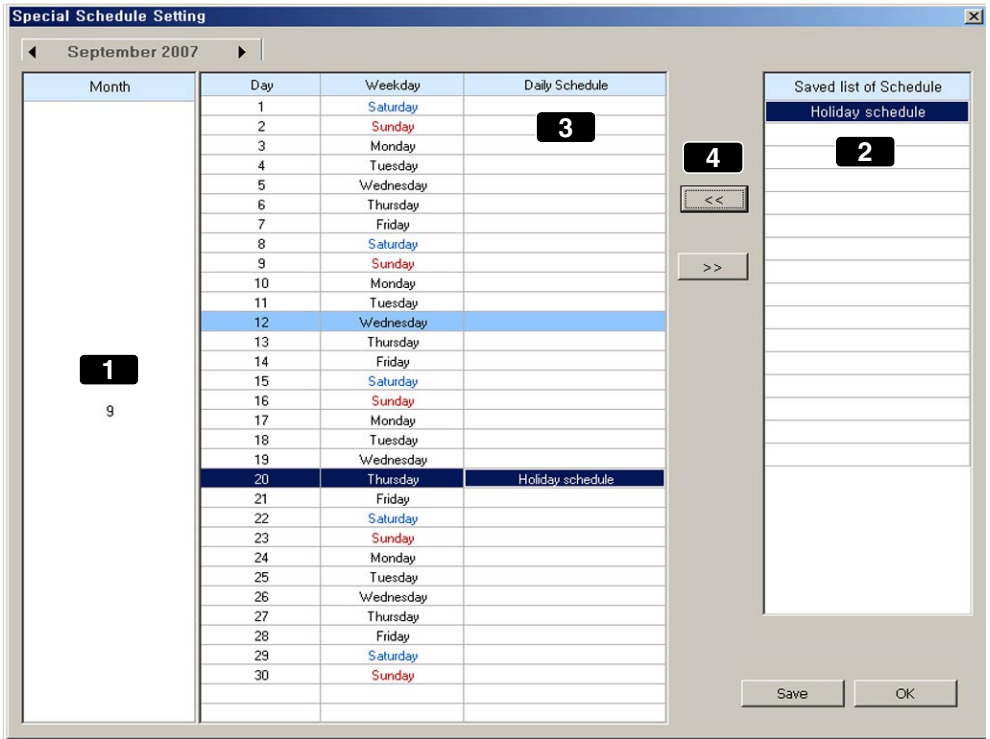 Special Schedule Setting
September 2007
Month Day Weekday Daily Schedule Saved list of Schedule
1 Saturday Holiday schedule
2 Sunday 3
3 Monday 4 2
4 Tuesday
5 Wednesday <<
6 Thursday
7 Friday
8 Saturday
9 Sunday >>
10 Monday
11 Tuesday
12 Wednesday
13 Thursday
1 14 Friday
15 Saturday
9 16 Sunday
17 Monday
18 Tuesday
19 Wednesday
20 Thursday Holiday schedule
21 Friday
22 Saturday
23 Sunday
24 Monday
25 Tuesday
26 Wednesday
27 Thursday
28 Friday
29 Saturday
30 Sunday
Save OK